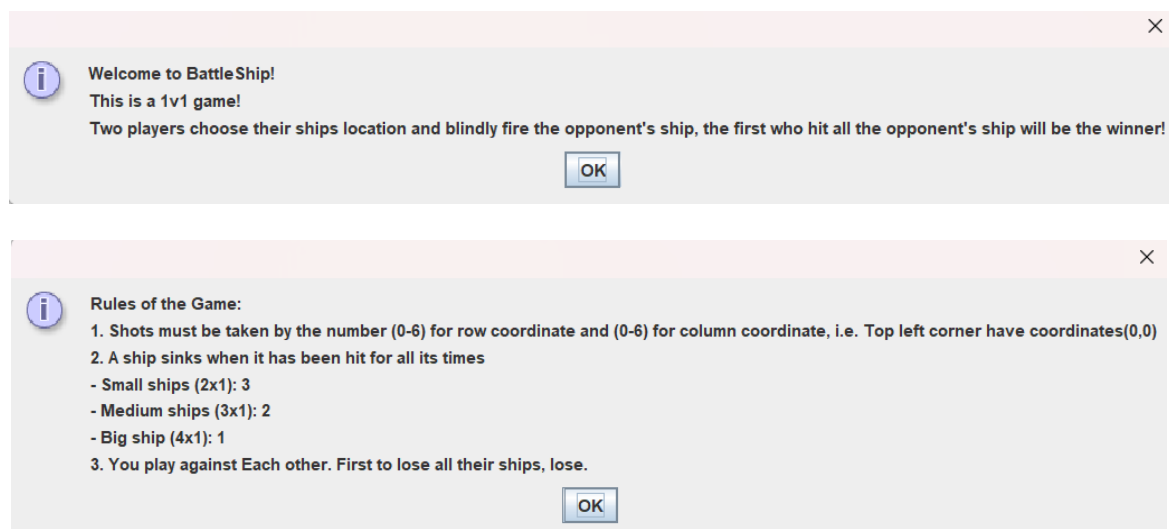 Welcome to BattleShip!
This is a 1v1 game!
Two players choose their ships location and blindly fire the opponent's ship, the first who hit all the opponent's ship will be the winner!
OK
Rules of the Game:
1. Shots must be taken by the number (0-6) for row coordinate and (0-6) for column coordinate, i.e. Top left corner have coordinates(0,0)
2. A ship sinks when it has been hit for all its times
- Small ships (2x1): 3
- Medium ships (3x1): 2
- Big ship (4x1): 1
3. You play against Each other. First to lose all their ships, lose.
OK